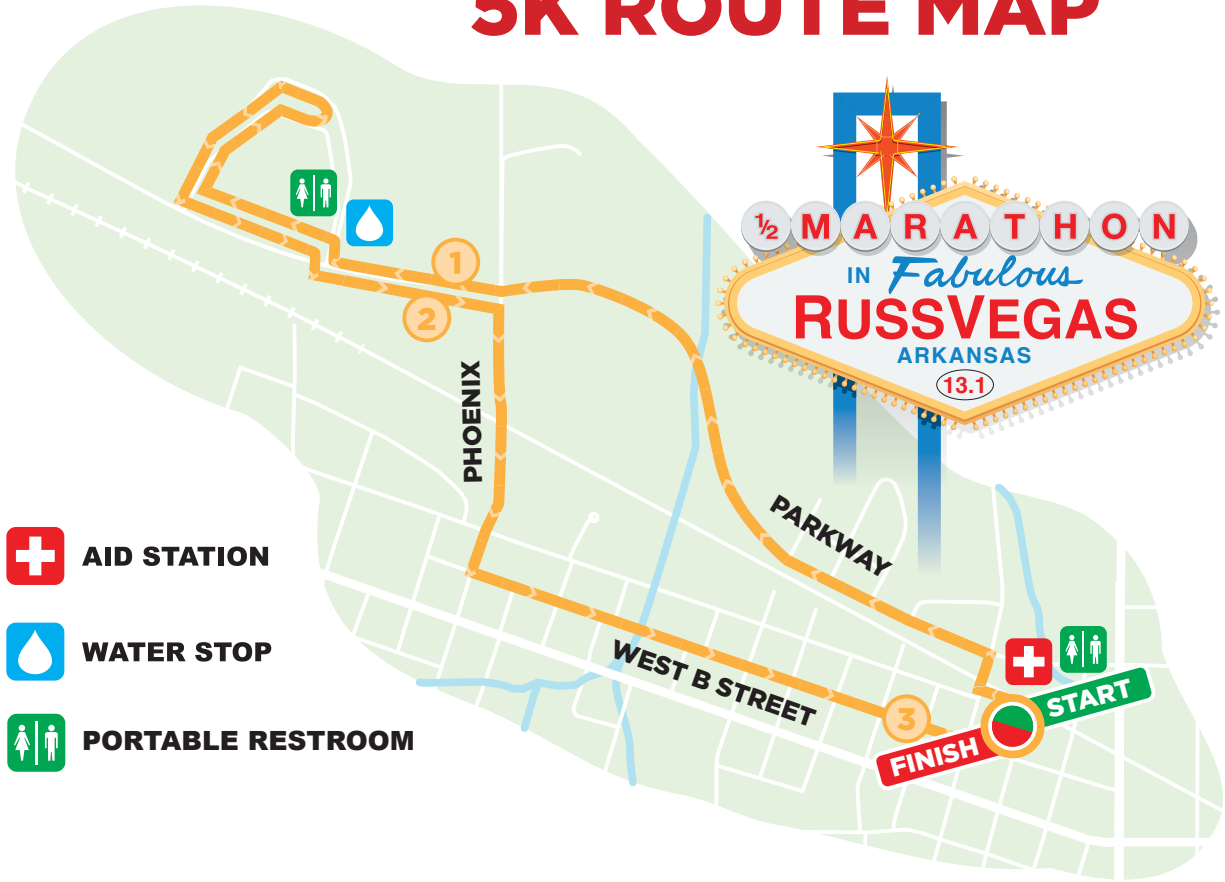 5K ROUTE MAP
½ MARATHON
IN Fabulous
RUSSVEGAS
ARKANSAS
13.1
1
2
PHOENIX
PARKWAY
AID STATION
WATER STOP
PORTABLE RESTROOM
WEST B STREET
3
START
FINISH